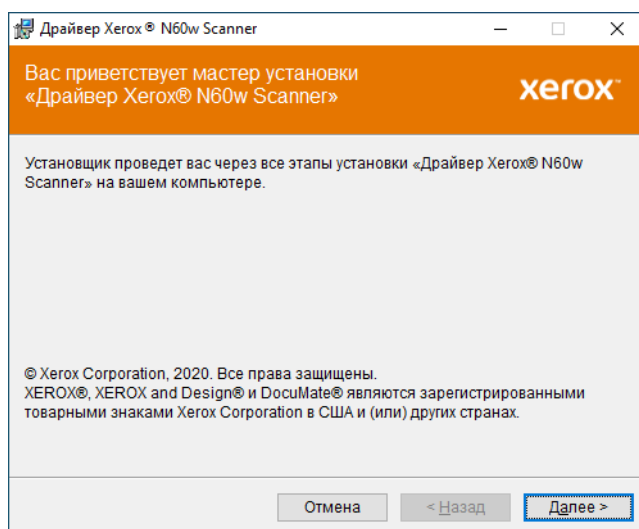 Драйвер Xerox ® N60w Scanner
Вас приветствует мастер установки
«Драйвер Xerox® N60w Scanner»
xerox™
Установщик проведет вас через все этапы установки «Драйвер Xerox® N60w
Scanner» на вашем компьютере.
© Xerox Corporation, 2020. Все права защищены.
XEROX®, XEROX and Design® и DocuMate® являются зарегистрированными
товарными знаками Xerox Corporation в США и (или) других странах.
Отмена
< Назад
Далее >